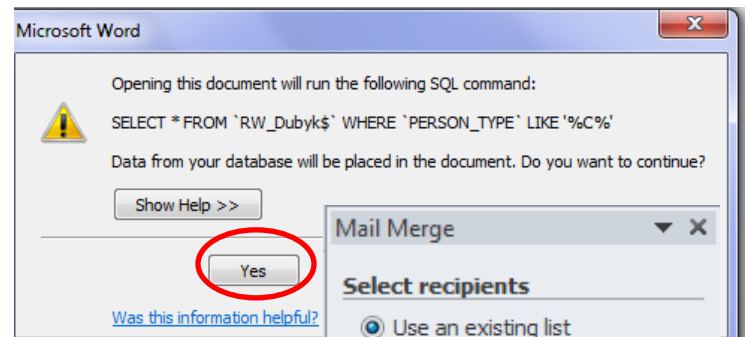 Microsoft Word
Opening this document will run the following SQL command:
SELECT * FROM `RW_Dubyk$` WHERE `PERSON_TYPE` LIKE '%C%'
Data from your database will be placed in the document. Do you want to continue?
Show Help >>
Yes
Was this information helpful?
Mail Merge
Select recipients
Use an existing list